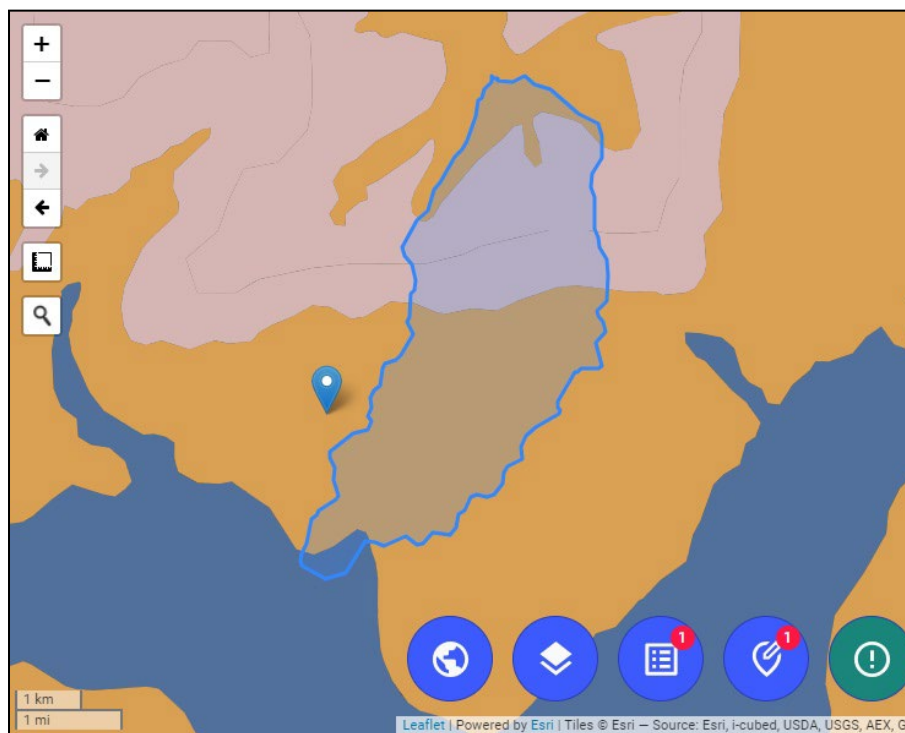 +
−
1
1
1 km
1 mi
Leaflet | Powered by Esri | Tiles © Esri — Source: Esri, i-cubed, USDA, USGS, AEX, G